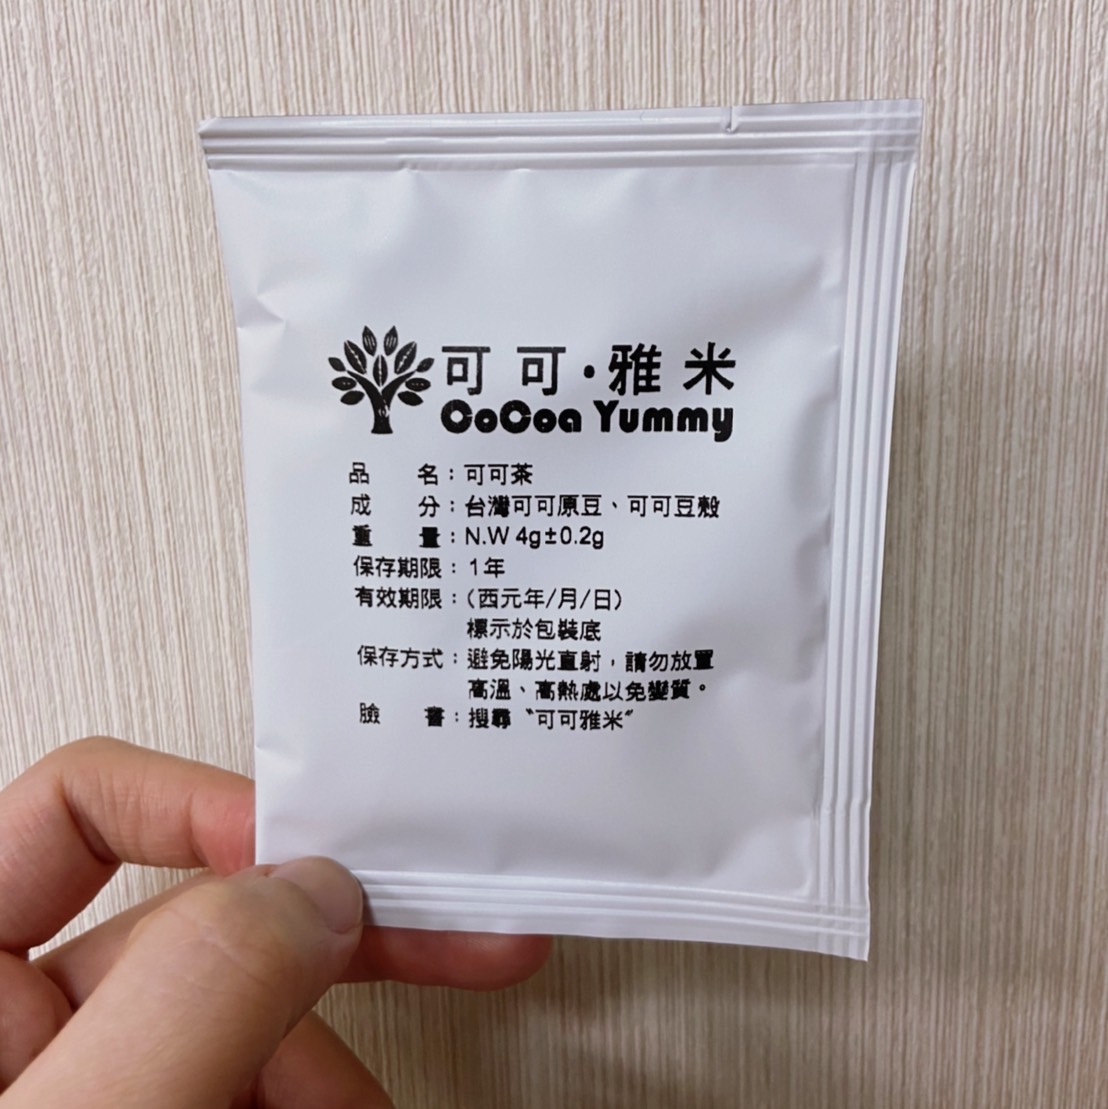 可可·雅米
CoCoa Yummy
品　　名：可可茶
成　　分：台灣可可原豆、可可豆殼
重　　量：N.W 4g±0.2g
保存期限：1年
有效期限：(西元年/月/日)
標示於包裝底
保存方式：避免陽光直射，請勿放置
高溫、高熱處以免變質。
臉　　書：搜尋〝可可雅米〞